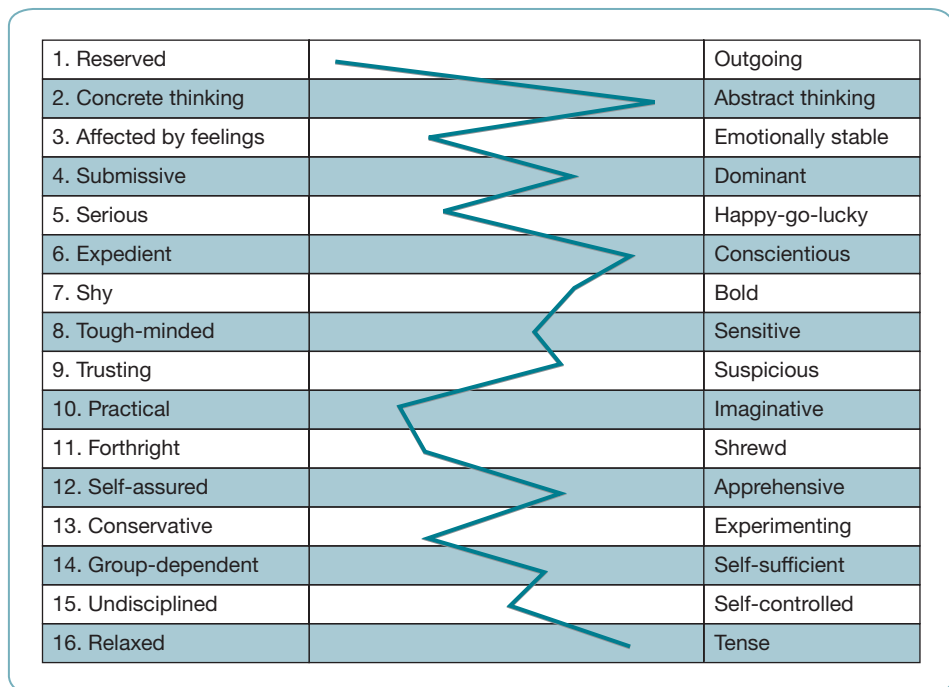 1. Reserved Outgoing
2. Concrete thinking Abstract thinking
3. Affected by feelings Emotionally stable
4. Submissive Dominant
5. Serious Happy-go-lucky
6. Expedient Conscientious
7. Shy Bold
8. Tough-minded Sensitive
9. Trusting Suspicious
10. Practical Imaginative
11. Forthright Shrewd
12. Self-assured Apprehensive
13. Conservative Experimenting
14. Group-dependent Self-sufficient
15. Undisciplined Self-controlled
16. Relaxed Tense